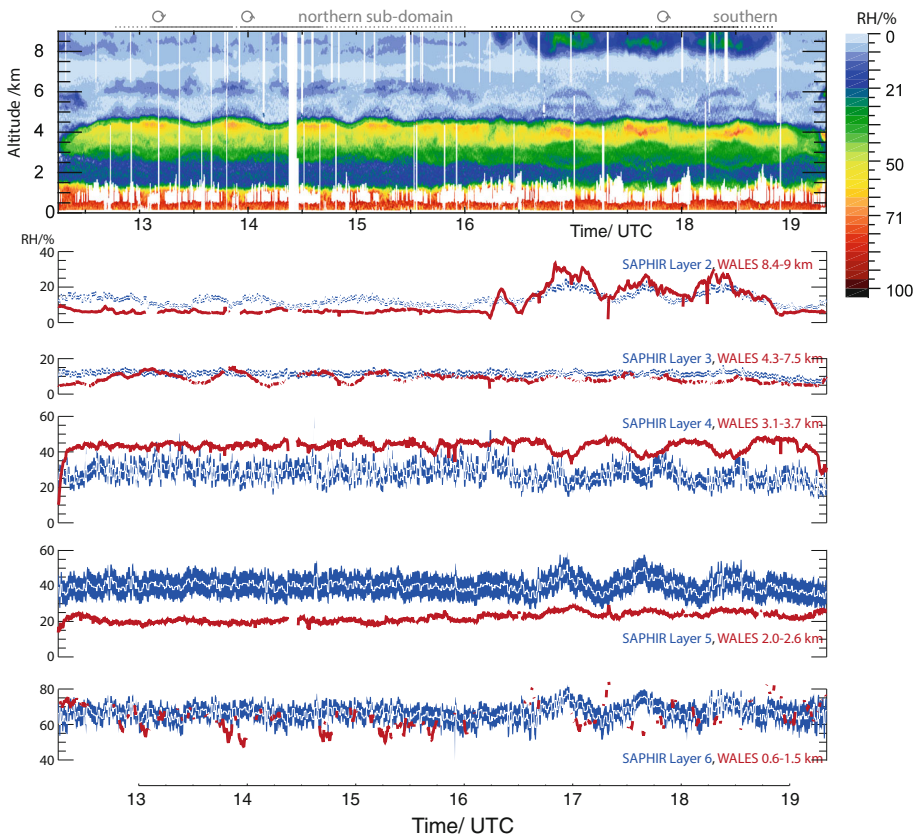 northern sub-domain southern RH/%
Altitude /km
8
6
4
2
0
0
21
50
71
100
13 14 15 16 Time/ UTC 17 18 19
RH/%
40
20
0
SAPHIR Layer 2, WALES 8.4-9 km
20
0
SAPHIR Layer 3, WALES 4.3-7.5 km
60
40
20
0
SAPHIR Layer 4, WALES 3.1-3.7 km
60
40
20
0
SAPHIR Layer 5, WALES 2.0-2.6 km
80
60
40
SAPHIR Layer 6, WALES 0.6-1.5 km
13 14 15 16 17 18 19
Time/ UTC